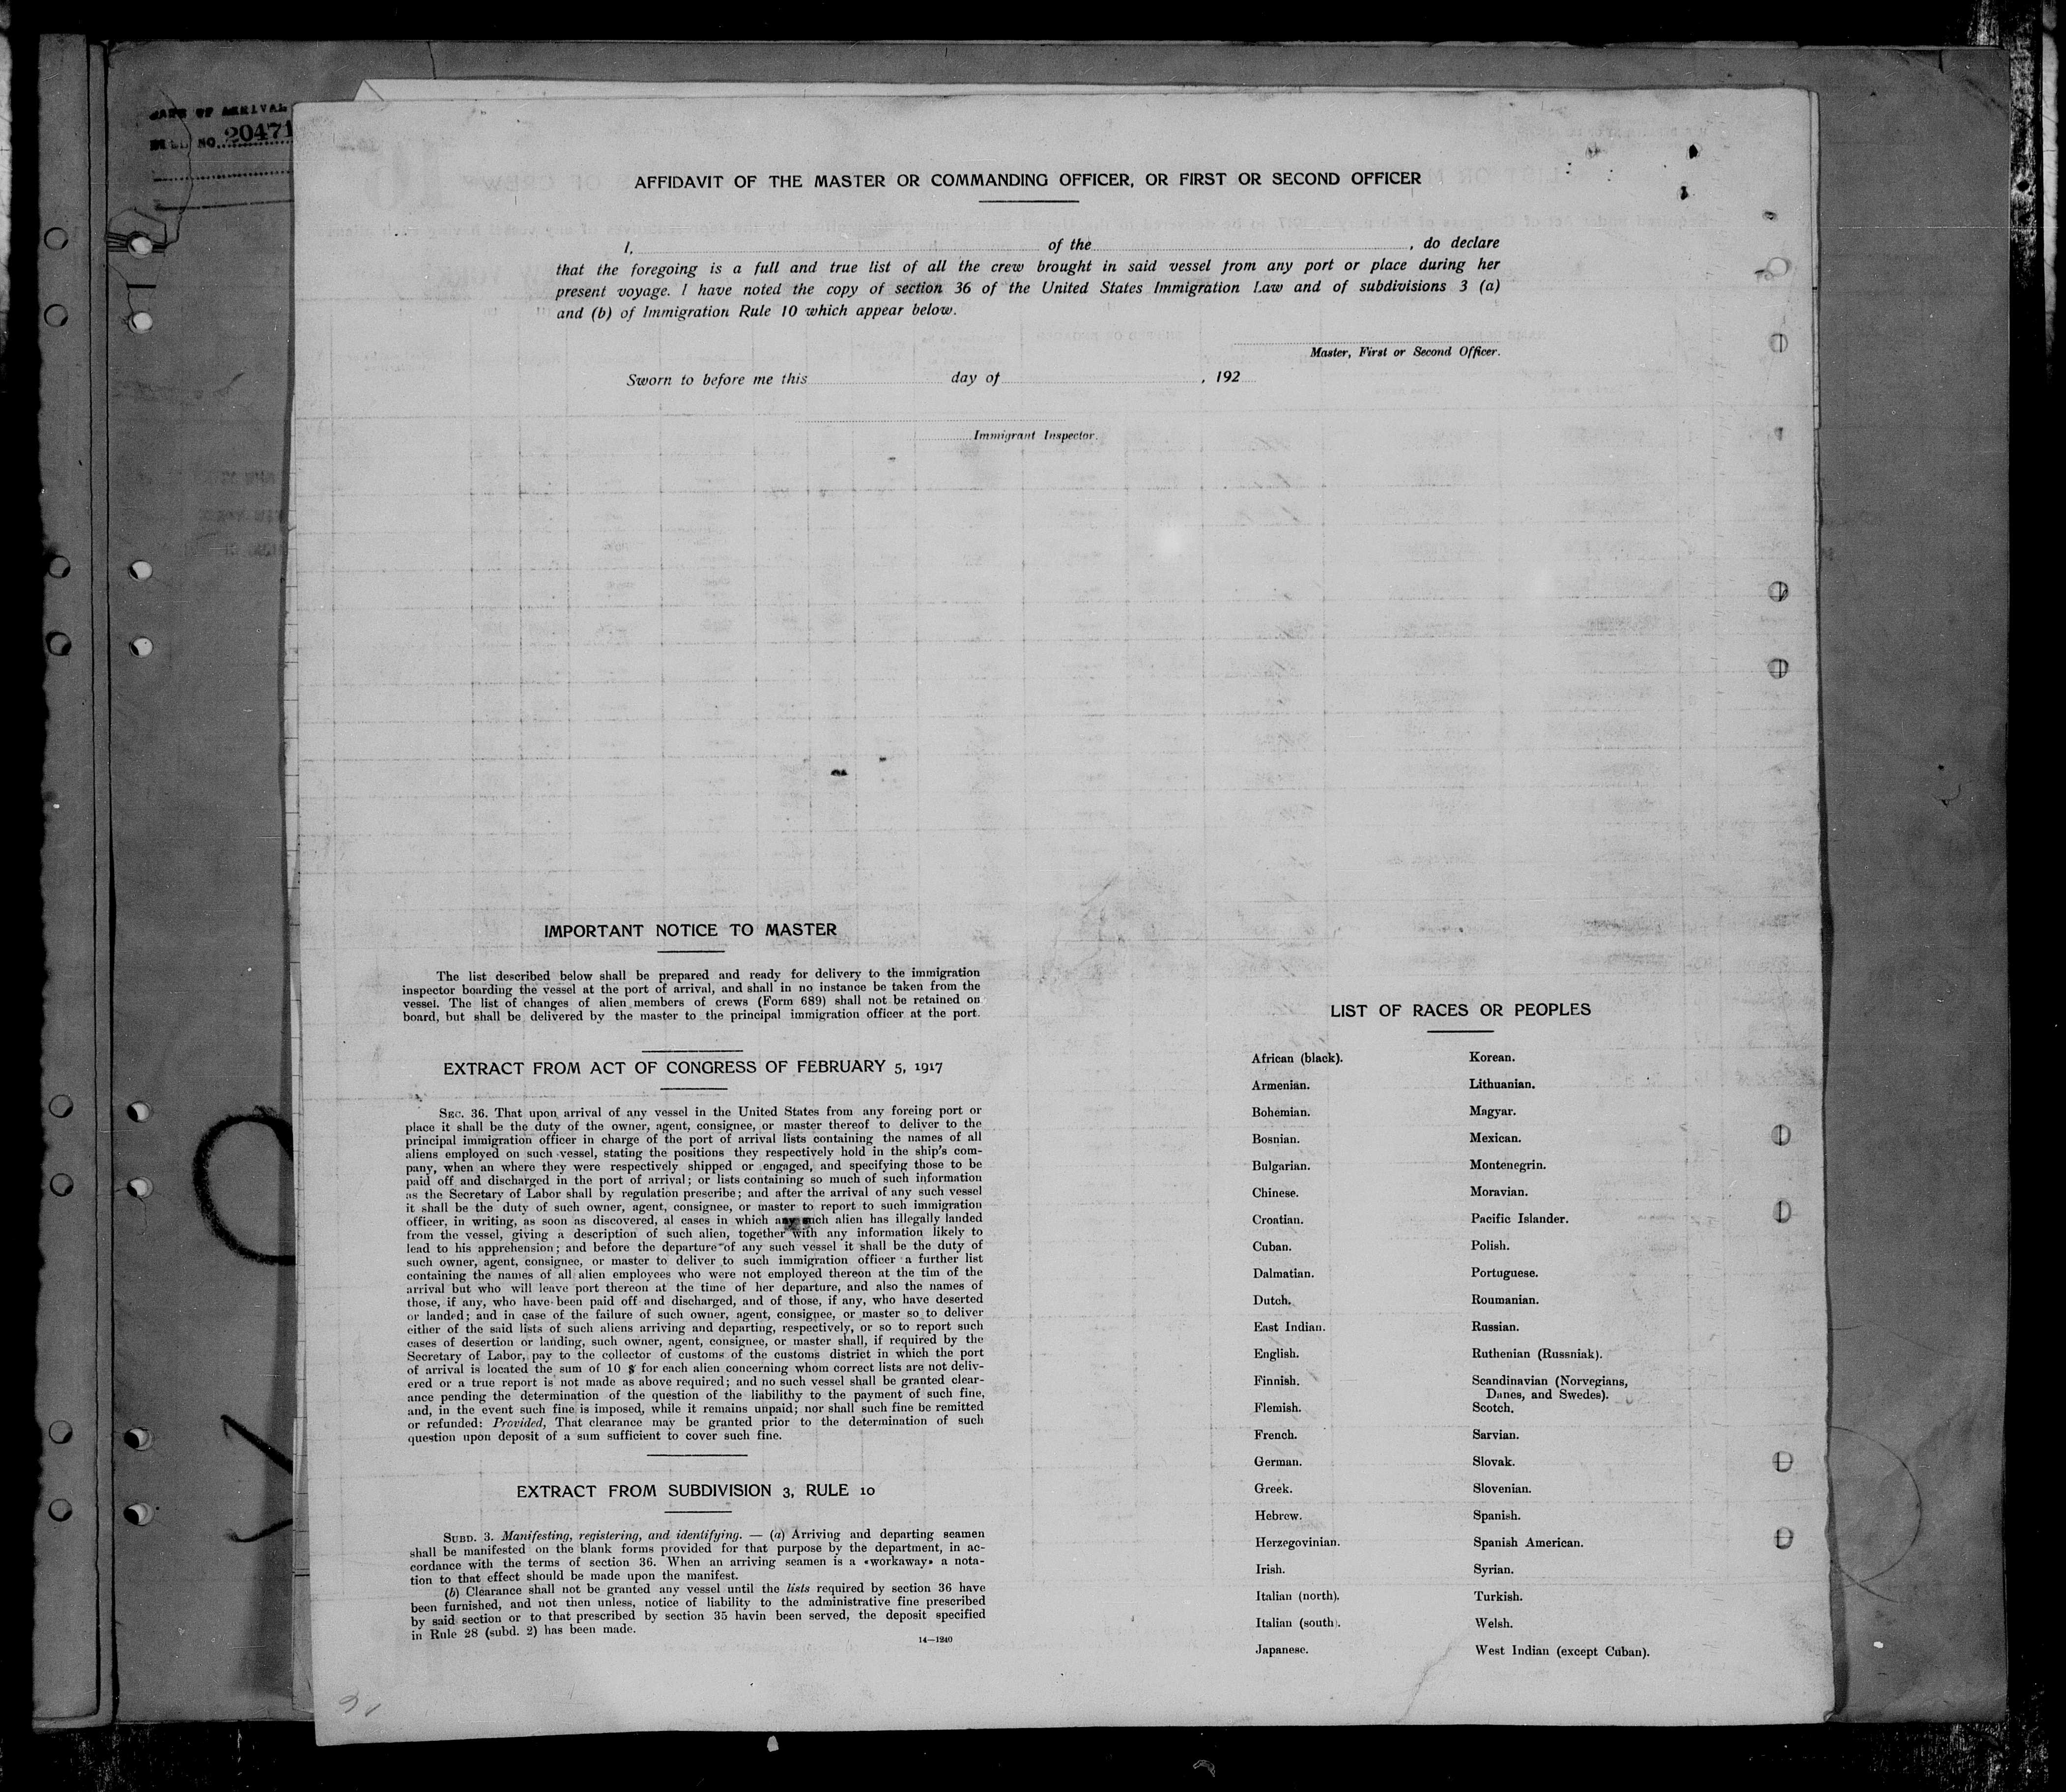 DATE OF ARRIVAL
NO. 20471
AFFIDAVIT OF THE MASTER OR COMMANDING OFFICER, OR FIRST OR SECOND OFFICER
I, of the , do declare
that the foregoing is a full and true list of all the crew brought in said vessel from any port or place during her
present voyage. I have noted the copy of section 36 of the United States Immigration Law and of subdivisions 3 (a)
and (b) of Immigration Rule 10 which appear below.
Master, First or Second Officer.
Sworn to before me this day of , 192
Immigrant Inspector.
IMPORTANT NOTICE TO MASTER
The list described below shall be prepared and ready for delivery to the immigration
inspector boarding the vessel at the port of arrival, and shall in no instance be taken from the
vessel. The list of changes of alien members of crews (Form 689) shall not be retained on
board, but shall be delivered by the master to the principal immigration officer at the port.
EXTRACT FROM ACT OF CONGRESS OF FEBRUARY 5, 1917
SEC. 36. That upon arrival of any vessel in the United States from any foreing port or
place it shall be the duty of the owner, agent, consignee, or master thereof to deliver to the
principal immigration officer in charge of the port of arrival lists containing the names of all
aliens employed on such vessel, stating the positions they respectively hold in the ship's com-
pany, when an where they were respectively shipped or engaged, and specifying those to be
paid off and discharged in the port of arrival; or lists containing so much of such information
as the Secretary of Labor shall by regulation prescribe; and after the arrival of any such vessel
it shall be the duty of such owner, agent, consignee, or master to report to such immigration
officer, in writing, as soon as discovered, al cases in which any such alien has illegally landed
from the vessel, giving a description of such alien, together with any information likely to
lead to his apprehension; and before the departure of any such vessel it shall be the duty of
such owner, agent, consignee, or master to deliver to such immigration officer a further list
containing the names of all alien employees who were not employed thereon at the tim of the
arrival but who will leave port thereon at the time of her departure, and also the names of
those, if any, who have been paid off and discharged, and of those, if any, who have deserted
or landed; and in case of the failure of such owner, agent, consignee, or master so to deliver
either of the said lists of such aliens arriving and departing, respectively, or so to report such
cases of desertion or landing, such owner, agent, consignee, or master shall, if required by the
Secretary of Labor, pay to the collector of customs of the customs district in which the port
of arrival is located the sum of 10 $ for each alien concerning whom correct lists are not deliv-
ered or a true report is not made as above required; and no such vessel shall be granted clear-
ance pending the determination of the question of the liabilithy to the payment of such fine,
and, in the event such fine is imposed, while it remains unpaid; nor shall such fine be remitted
or refunded: Provided, That clearance may be granted prior to the determination of such
question upon deposit of a sum sufficient to cover such fine.
EXTRACT FROM SUBDIVISION 3, RULE 10
SUBD. 3. Manifesting, registering, and identifying. — (a) Arriving and departing seamen
shall be manifested on the blank forms provided for that purpose by the department, in ac-
cordance with the terms of section 36. When an arriving seamen is a «workaway» a nota-
tion to that effect should be made upon the manifest.
(b) Clearance shall not be granted any vessel until the lists required by section 36 have
been furnished, and not then unless, notice of liability to the administrative fine prescribed
by said section or to that prescribed by section 35 havin been served, the deposit specified
in Rule 28 (subd. 2) has been made.
14—1240
LIST OF RACES OR PEOPLES
African (black).
Armenian.
Bohemian.
Bosnian.
Bulgarian.
Chinese.
Croatian.
Cuban.
Dalmatian.
Dutch.
East Indian.
English.
Finnish.
Flemish.
French.
German.
Greek.
Hebrew.
Herzegovinian.
Irish.
Italian (north).
Italian (south).
Japanese.
Korean.
Lithuanian.
Magyar.
Mexican.
Montenegrin.
Moravian.
Pacific Islander.
Polish.
Portuguese.
Roumanian.
Russian.
Ruthenian (Russniak).
Scandinavian (Norvegians,
Danes, and Swedes).
Scotch.
Sarvian.
Slovak.
Slovenian.
Spanish.
Spanish American.
Syrian.
Turkish.
Welsh.
West Indian (except Cuban).